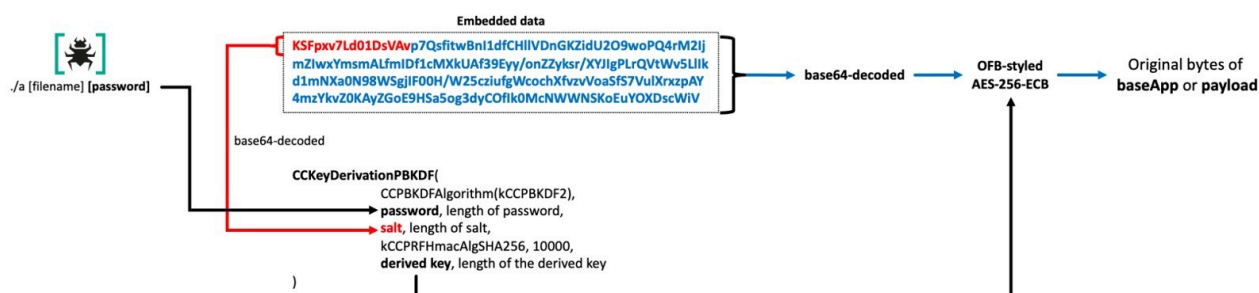 Embedded data
KSFpxv7Ld01DsVAvp7QsfitwBnI1dfCHllVDnGKZidU2O9woPQ4rM2Ij
mZIwxYmsmALfmIDf1cMXkUAf39Eyy/onZZyksr/XYJIgPLrQVtWv5LlIk
d1mNXa0N98WSgjIF00H/W25cziufgWcochXfvzvVoaSfS7VulXrxzpAY
4mzYkvZ0KAyZGoE9HSa5og3dyCOfIk0McNWWNSKoEuYOXDscWiV
./a [filename] [password]
base64-decoded
OFB-styled
AES-256-ECB
Original bytes of
baseApp or payload
base64-decoded
CCKeyDerivationPBKDF(
CCPBKDFAlgorithm(kCCPBKDF2),
password, length of password,
salt, length of salt,
kCCPRFHmacAlgSHA256, 10000,
derived key, length of the derived key
)